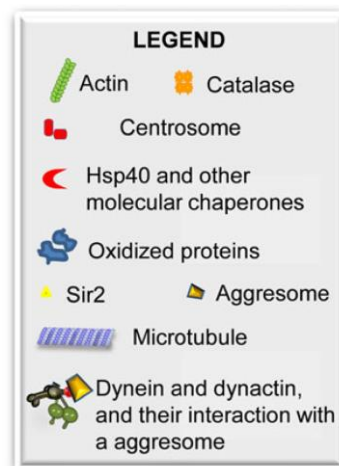 LEGEND
Actin Catalase
Centrosome
Hsp40 and other
molecular chaperones
Oxidized proteins
Sir2 Aggresome
Microtubule
Dynein and dynactin,
and their interaction with
a aggresome